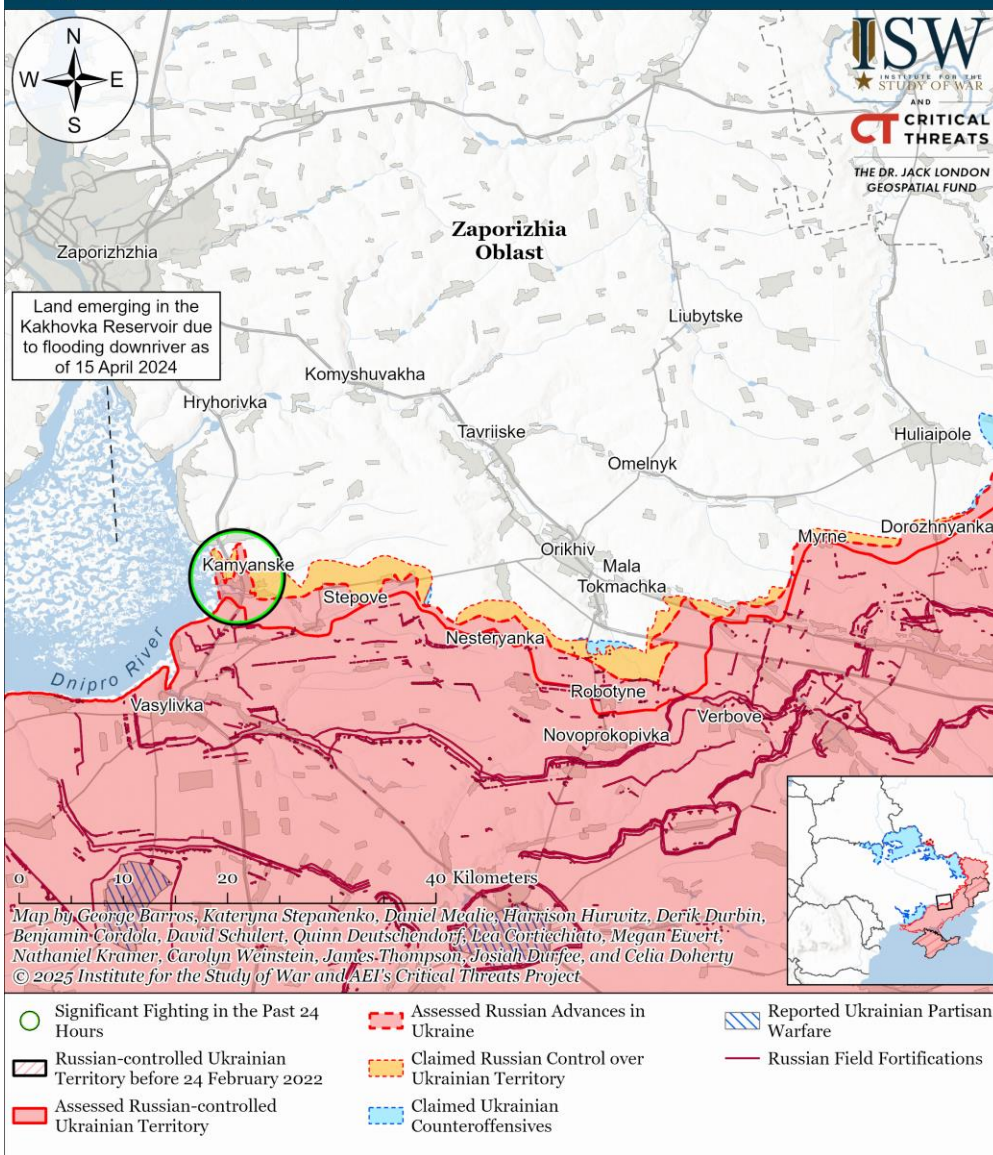 N
W E
S
ISW
INSTITUTE FOR THE
STUDY OF WAR
AND
CT CRITICAL
THREATS
THE DR. JACK LONDON
GEOSPATIAL FUND
Zaporizhia
Oblast
Zaporizhzhia
Land emerging in the
Kakhovka Reservoir due
to flooding downriver as
of 15 April 2024
Liubytske
Komyshuvakha
Hryhorivka
Tavriiske
Huliaipole
Omelnyk
Dorozhnyanka
Myrne
Orikhiv
Kamyanske
Mala
Tokmachka
Stepove
Nesteryanka
Dnipro River
Robotyne
Vasylivka
Verbove
Novoprokopivka
0 10 20 40 Kilometers
Map by George Barros, Kateryna Stepanenko, Daniel Mealie, Harrison Hurwitz, Derik Durbin,
Benjamin Cordola, David Schulert, Quinn Deutschendorf, Lea Corticchiato, Megan Ewert,
Nathaniel Kramer, Carolyn Weinstein, James Thompson, Josiah Durfee, and Celia Doherty
© 2025 Institute for the Study of War and AEI's Critical Threats Project
Significant Fighting in the Past 24
Hours
Russian-controlled Ukrainian
Territory before 24 February 2022
Assessed Russian-controlled
Ukrainian Territory
Assessed Russian Advances in
Ukraine
Claimed Russian Control over
Ukrainian Territory
Claimed Ukrainian
Counteroffensives
Reported Ukrainian Partisan
Warfare
Russian Field Fortifications